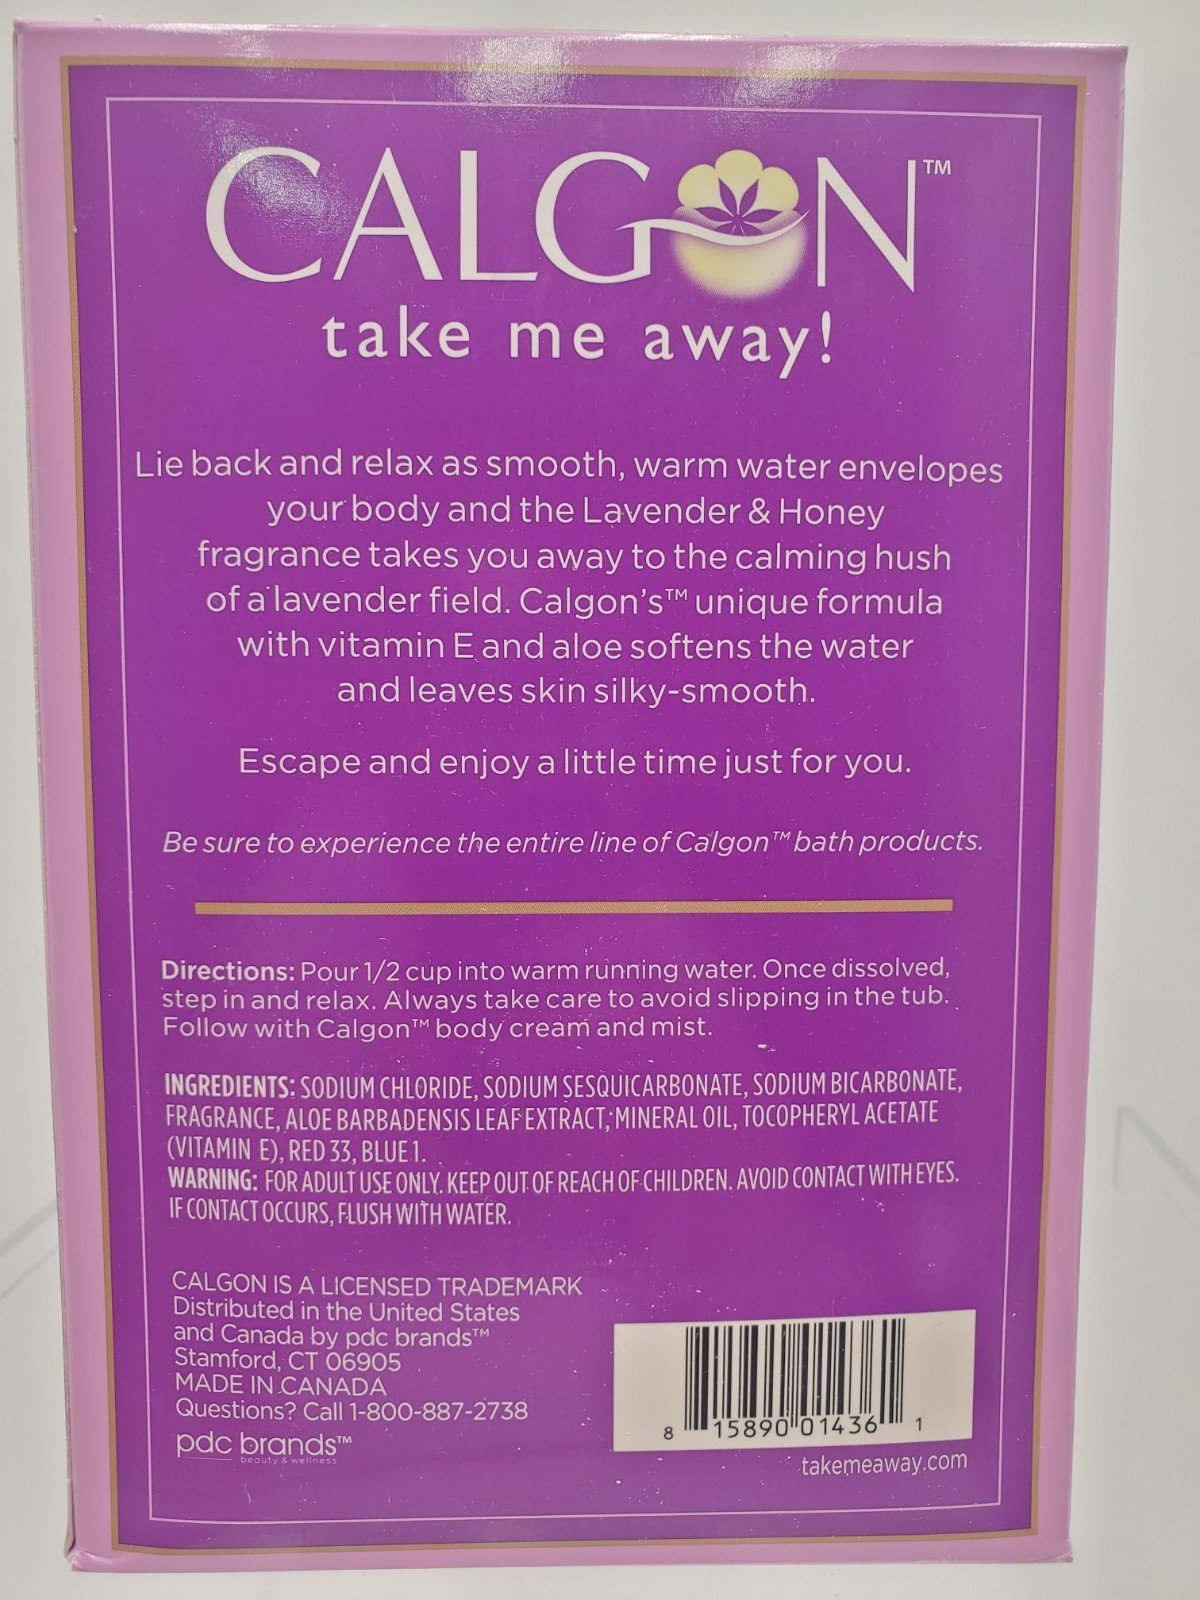 CALGON™
take me away!
Lie back and relax as smooth, warm water envelopes
your body and the Lavender & Honey
fragrance takes you away to the calming hush
of a lavender field. Calgon's™ unique formula
with vitamin E and aloe softens the water
and leaves skin silky-smooth.
Escape and enjoy a little time just for you.
Be sure to experience the entire line of Calgon™ bath products.
Directions: Pour 1/2 cup into warm running water. Once dissolved,
step in and relax. Always take care to avoid slipping in the tub.
Follow with Calgon™ body cream and mist.
INGREDIENTS: SODIUM CHLORIDE, SODIUM SESQUICARBONATE, SODIUM BICARBONATE,
FRAGRANCE, ALOE BARBADENSIS LEAF EXTRACT, MINERAL OIL, TOCOPHERYL ACETATE
(VITAMIN E), RED 33, BLUE 1.
WARNING: FOR ADULT USE ONLY. KEEP OUT OF REACH OF CHILDREN. AVOID CONTACT WITH EYES.
IF CONTACT OCCURS, FLUSH WITH WATER.
CALGON IS A LICENSED TRADEMARK
Distributed in the United States
and Canada by pdc brands™
Stamford, CT 06905
MADE IN CANADA
Questions? Call 1-800-887-2738
pdc brands™
beauty & wellness
8 15890 01436 1
takemeaway.com